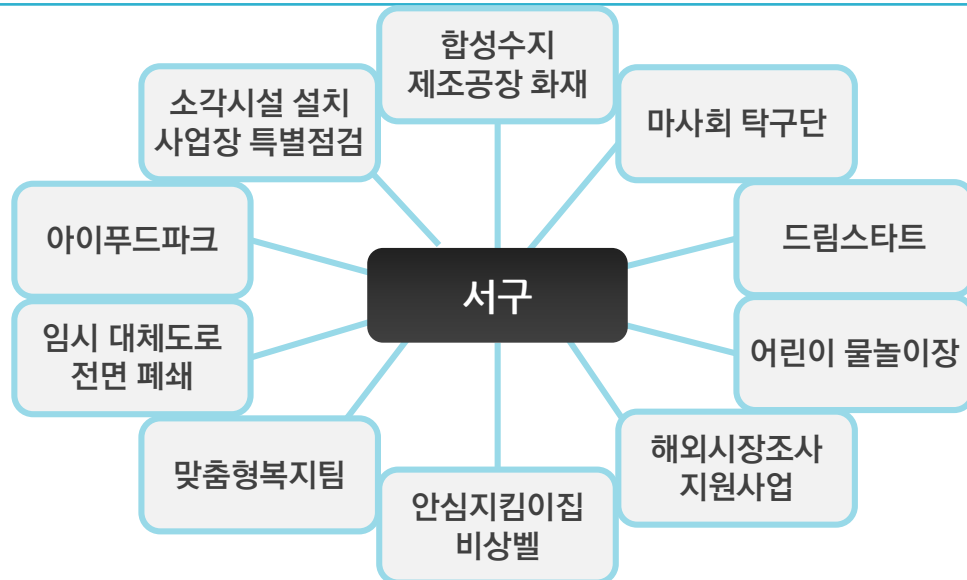 합성수지
제조공장 화재
소각시설 설치
사업장 특별점검
마사회 탁구단
아이푸드파크
드림스타트
서구
임시 대체도로
전면 폐쇄
어린이 물놀이장
맞춤형복지팀
해외시장조사
지원사업
안심지킴이집
비상벨